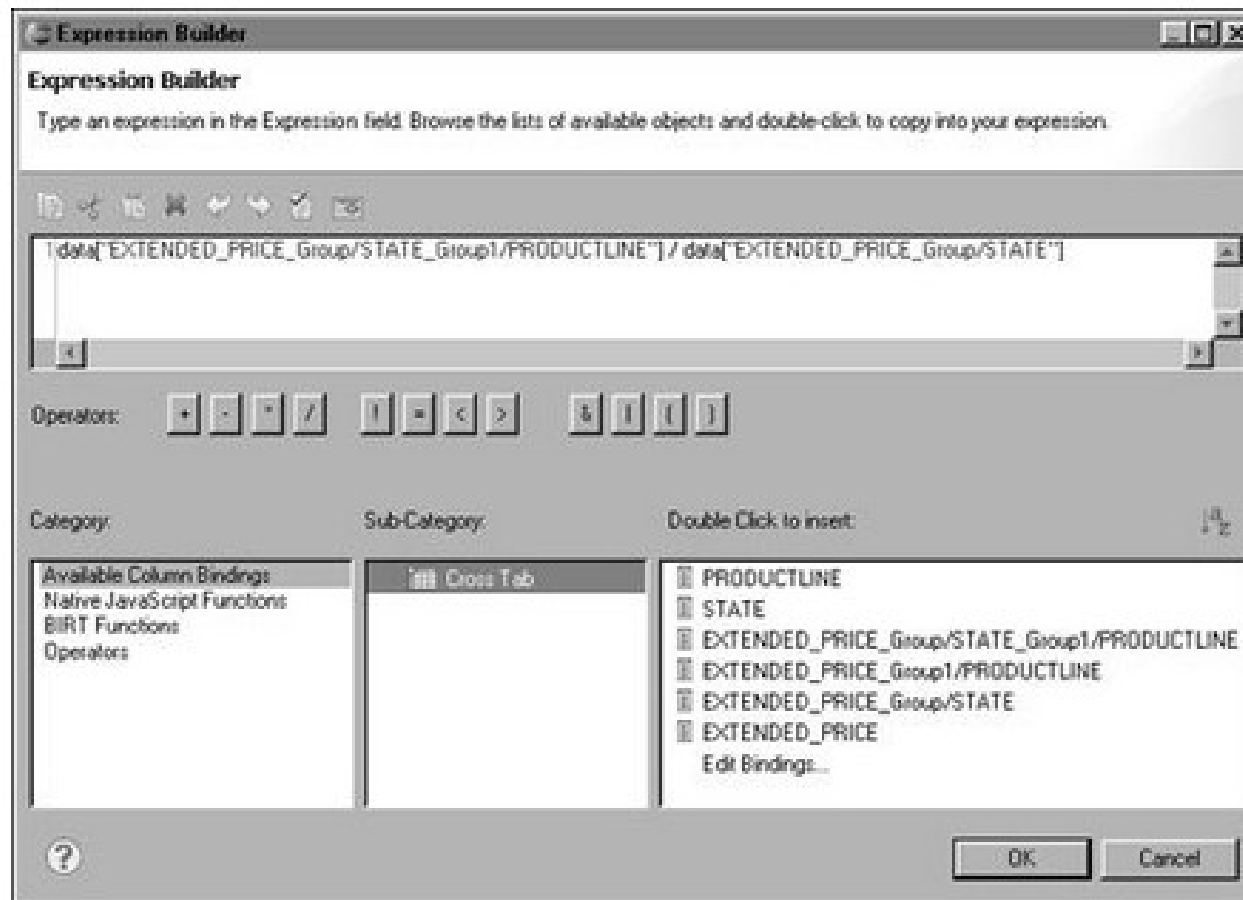 Expression Builder
Expression Builder
Type an expression in the Expression field. Browse the lists of available objects and double-click to copy into your expression.
1 data["EXTENDED_PRICE_Group/STATE_Group1/PRODUCTLINE"] / data["EXTENDED_PRICE_Group/STATE"]
Operators: + - * / ! = < > & | ( )
Category: Sub-Category: Double Click to insert:
Available Column Bindings
Native JavaScript Functions
BIRT Functions
Operators
Cross Tab
PRODUCTLINE
STATE
EXTENDED_PRICE_Group/STATE_Group1/PRODUCTLINE
EXTENDED_PRICE_Group1/PRODUCTLINE
EXTENDED_PRICE_Group/STATE
EXTENDED_PRICE
Edit Bindings...
? OK Cancel